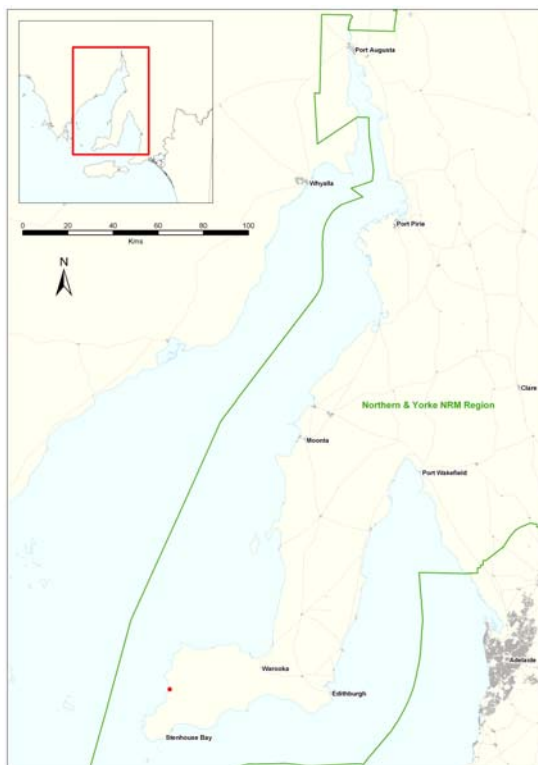 Port Augusta
Whyalla
0 20 40 60 80 100
Kms
Port Pirie
N
Clare
Northern & Yorke NRM Region
Moonta
Port Wakefield
Adelaide
Warooka
Edithburgh
Stenhouse Bay